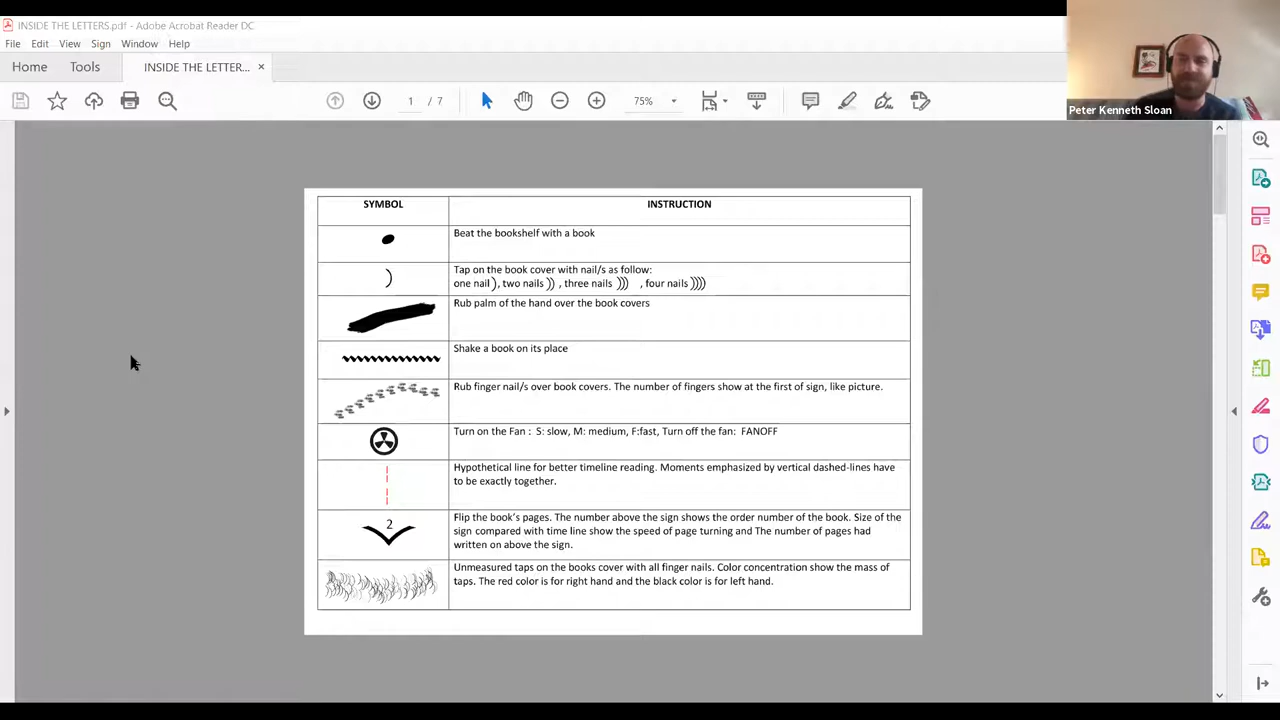 INSIDE THE LETTERS.pdf - Adobe Acrobat Reader DC
File Edit View Sign Window Help
Home Tools INSIDE THE LETTER... ×
1 / 7 75%
Peter Kenneth Sloan
SYMBOL INSTRUCTION
Beat the bookshelf with a book
Tap on the book cover with nail/s as follow:
one nail ), two nails )) , three nails ))) , four nails ))))
Rub palm of the hand over the book covers
Shake a book on its place
Rub finger nail/s over book covers. The number of fingers show at the first of sign, like picture.
Turn on the Fan : S: slow, M: medium, F:fast, Turn off the fan: FANOFF
Hypothetical line for better timeline reading. Moments emphasized by vertical dashed-lines have
to be exactly together.
2
Flip the book's pages. The number above the sign shows the order number of the book. Size of the
sign compared with time line show the speed of page turning and The number of pages had
written on above the sign.
Unmeasured taps on the books cover with all finger nails. Color concentration show the mass of
taps. The red color is for right hand and the black color is for left hand.